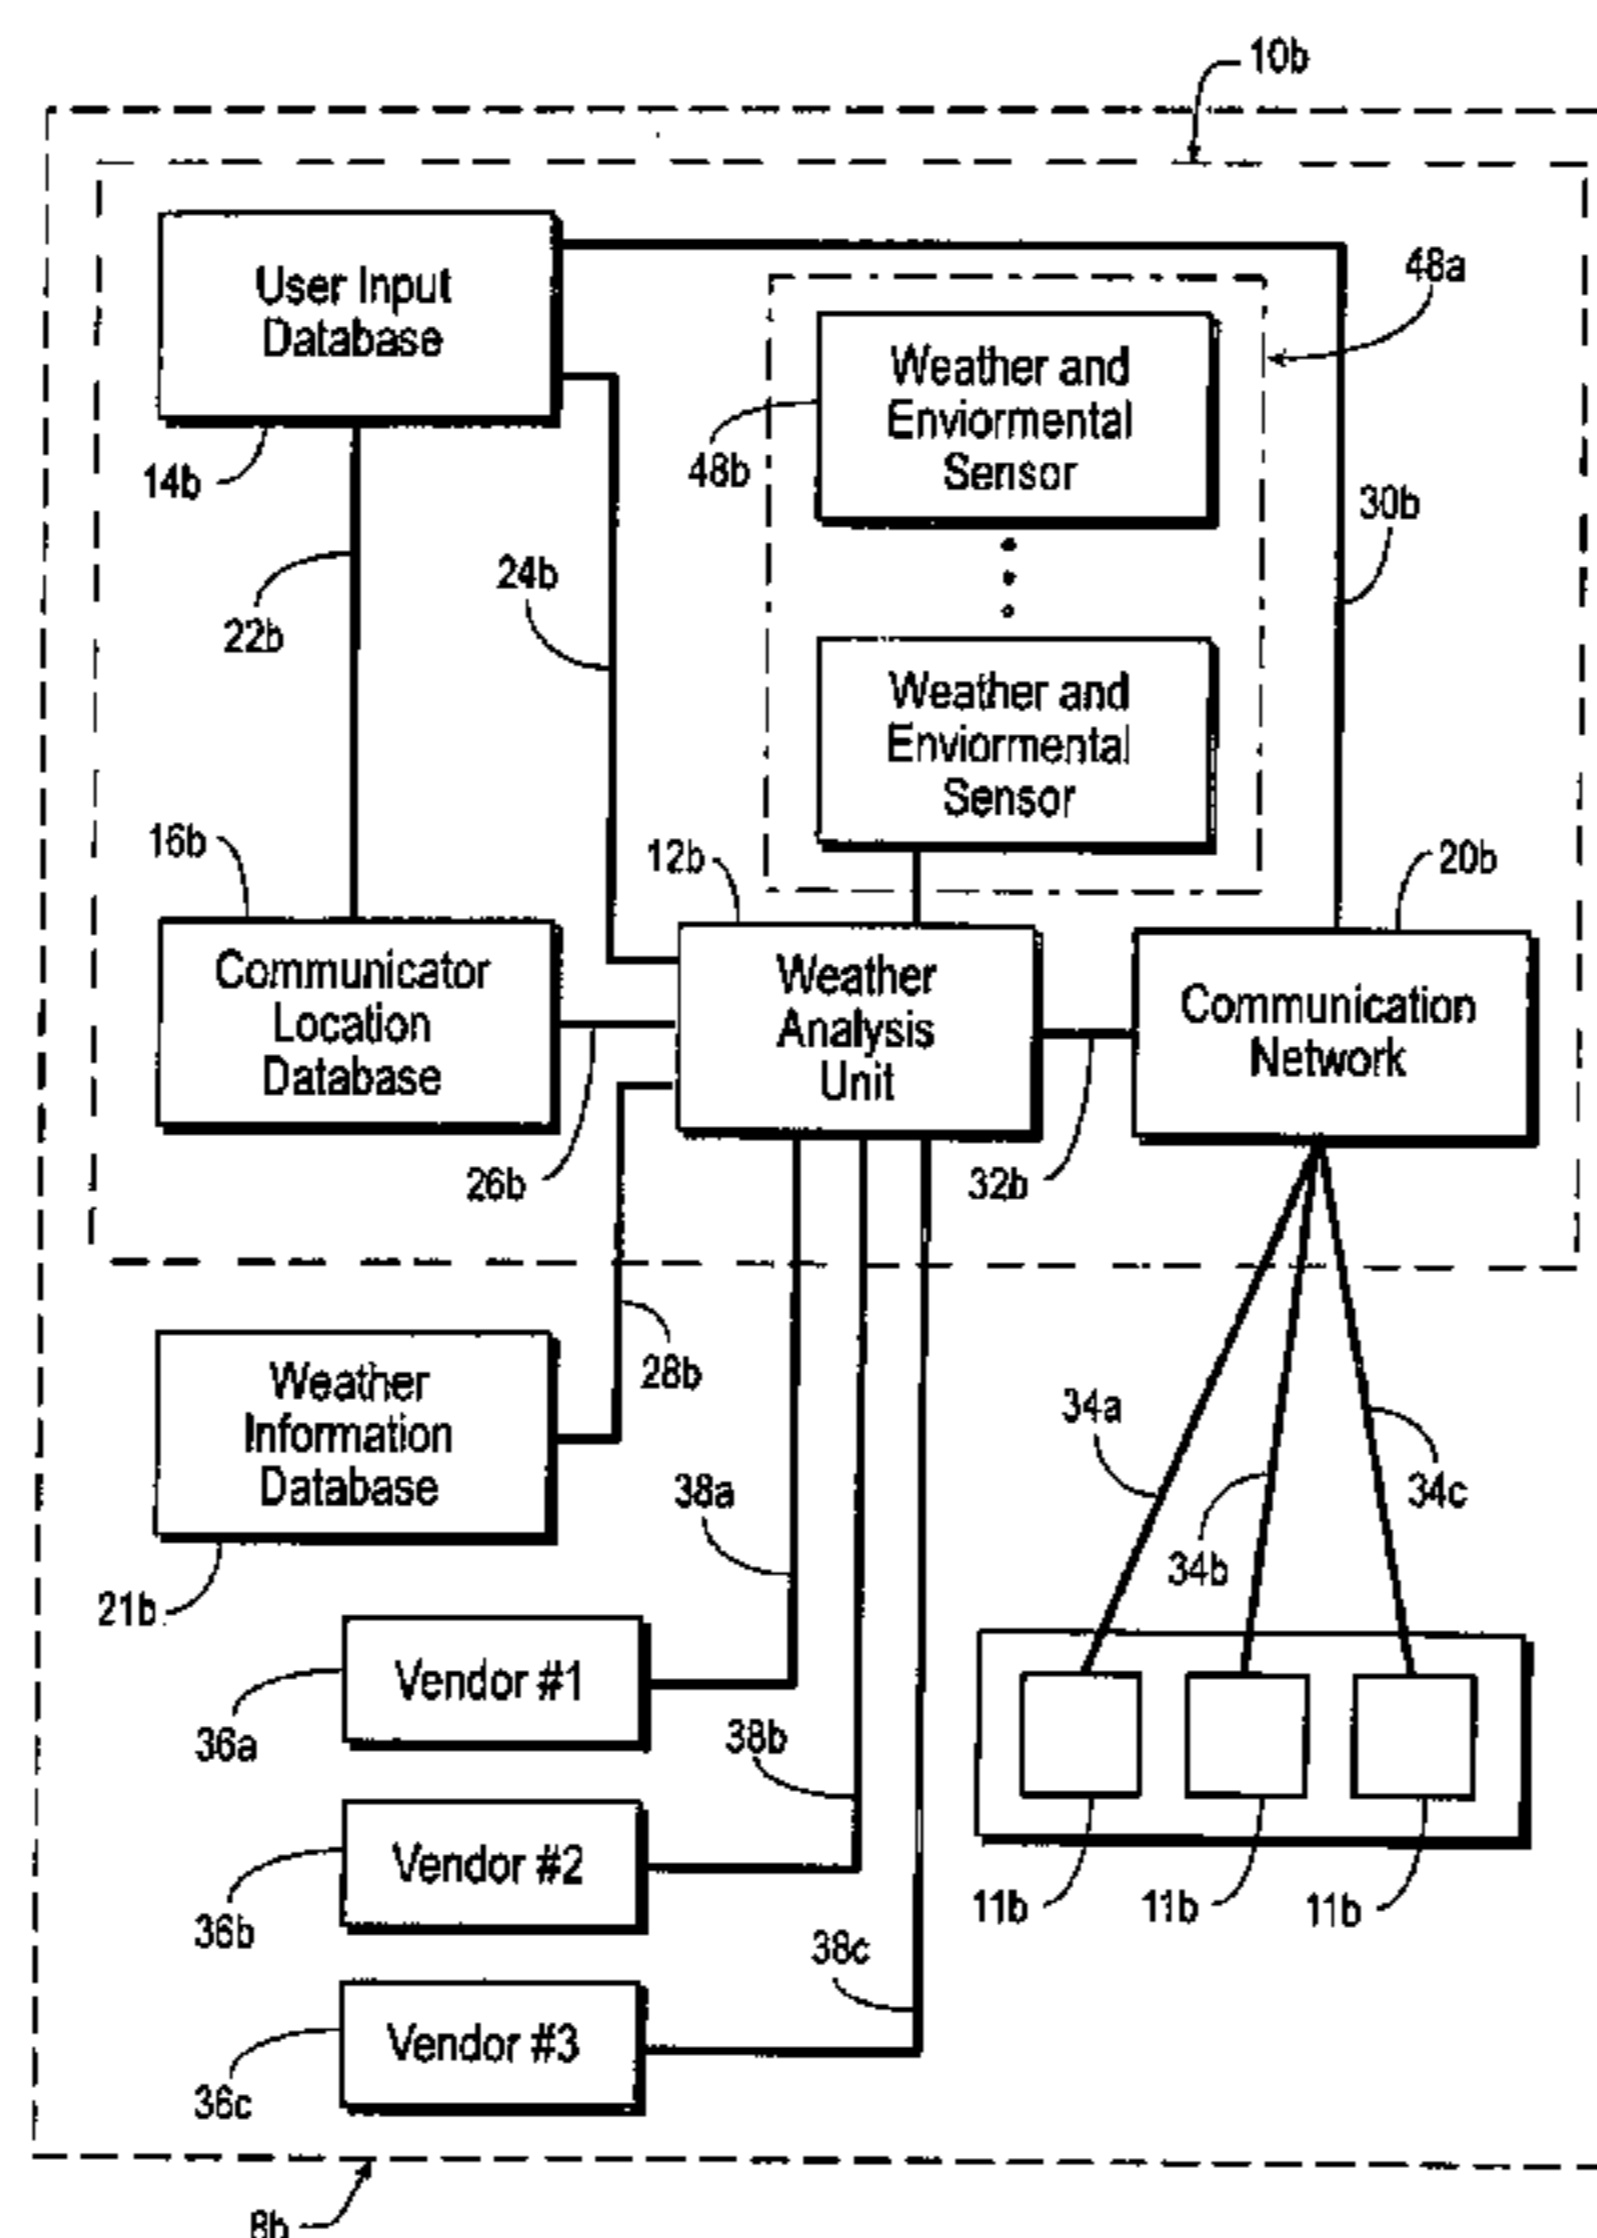 10b
User Input
Database
48a
Weather and
Enviormental
Sensor
48b
14b
30b
24b
22b
Weather and
Enviormental
Sensor
16b
12b
20b
Communicator
Location
Database
Weather
Analysis
Unit
Communication
Network
26b
32b
28b
Weather
Information
Database
34a
34c
38a
34b
21b
Vendor #1
36a
38b
Vendor #2
36b
11b
11b
11b
38c
Vendor #3
36c
8b